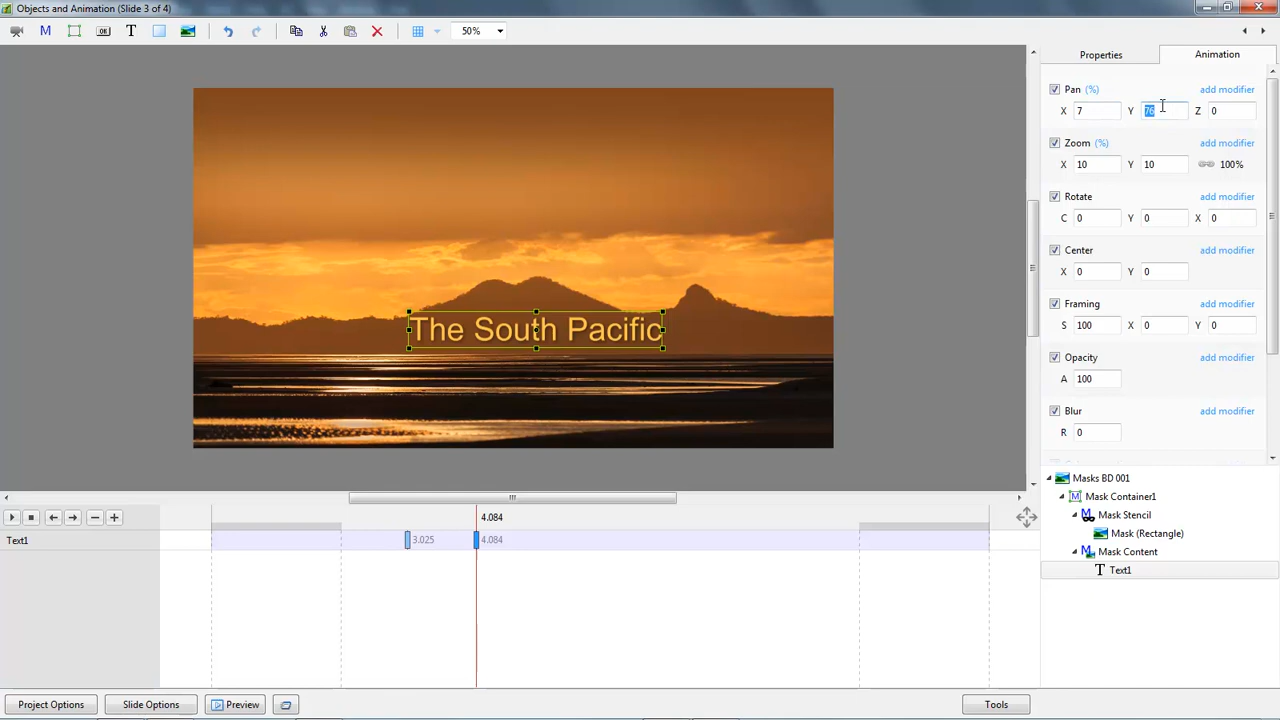 Objects and Animation (Slide 3 of 4)
M
OK
T
50%
Properties
Animation
Pan (%)
add modifier
X 7 Y 76 Z 0
Zoom (%)
add modifier
X 10 Y 10 100%
Rotate
add modifier
C 0 Y 0 X 0
Center
add modifier
X 0 Y 0
Framing
add modifier
S 100 X 0 Y 0
Opacity
add modifier
A 100
Blur
add modifier
R 0
The South Pacific
Masks BD 001
M Mask Container1
M Mask Stencil
Mask (Rectangle)
M Mask Content
T Text1
4.084
Text1
3.025
4.084
Project Options
Slide Options
Preview
Tools